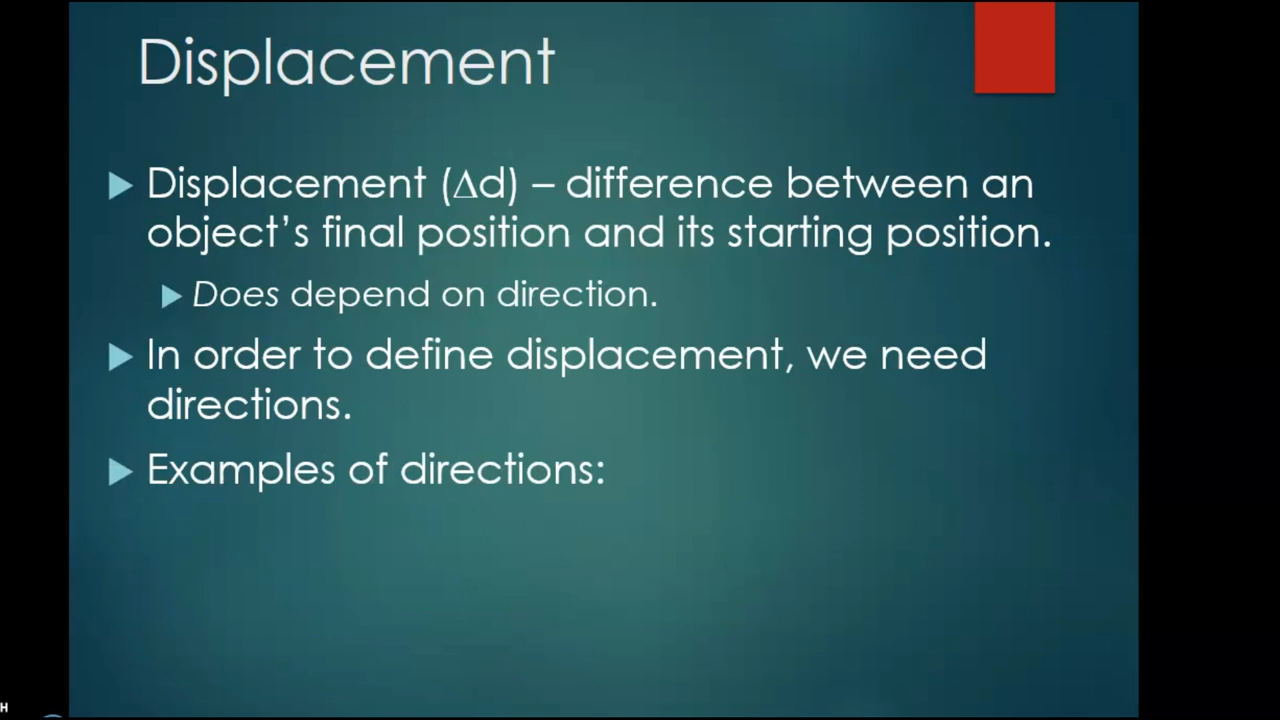 Displacement
Displacement (Δd) – difference between an
object’s final position and its starting position.
Does depend on direction.
In order to define displacement, we need
directions.
Examples of directions:
H